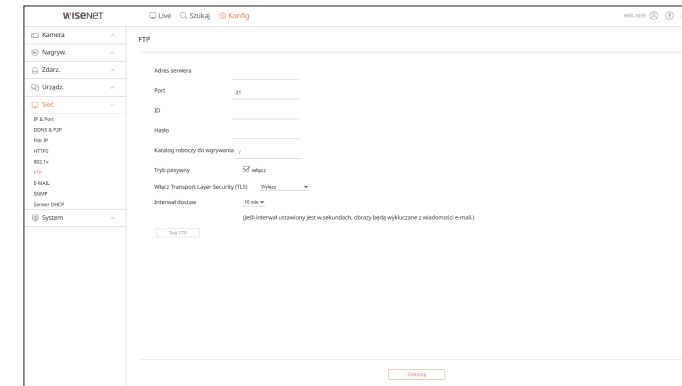 WISENET
Live Szukaj Konfig
HRX-1635
Kamera
Nagryw.
Zdarz.
Urządz.
Sieć
IP & Port
DDNS & P2P
Filtr IP
HTTPS
802.1x
FTP
E-MAIL
SNMP
Serwer DHCP
System
FTP
Adres serwera
Port 21
ID
Hasło
Katalog roboczy do wgrywania /
Tryb pasywny włącz
Włącz Transport Layer Security (TLS) Wyłącz
Interwał dostaw 10 min
(Jeśli interwał ustawiony jest w sekundach, obrazy będą wykluczane z wiadomości e-mail.)
Test FTP
Zastosuj